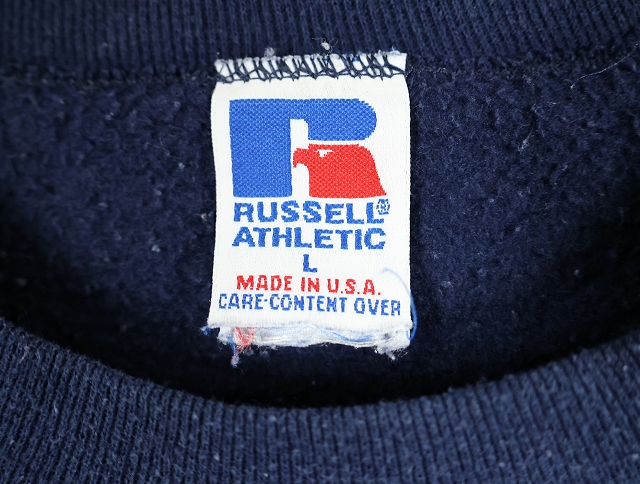 RUSSELL®
ATHLETIC
L
MADE IN U.S.A.
CARE·CONTENT OVER